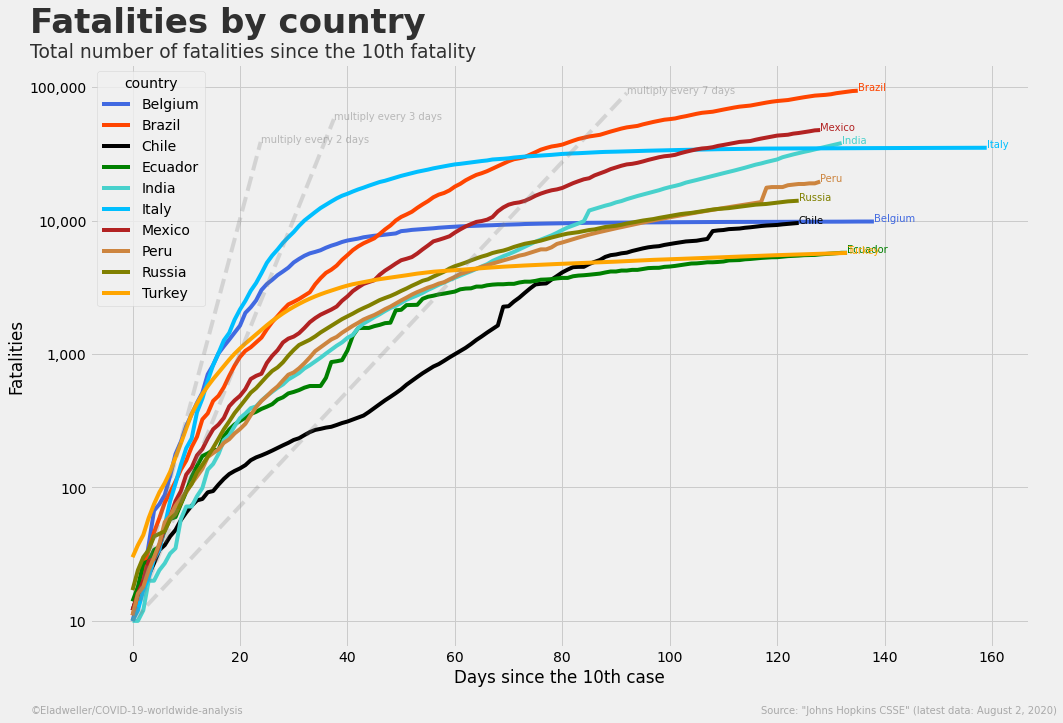 Fatalities by country
Total number of fatalities since the 10th fatality
country
Belgium
Brazil
Chile
Ecuador
India
Italy
Mexico
Peru
Russia
Turkey
100,000
10,000
1,000
100
10
Fatalities
multiply every 2 days
multiply every 3 days
multiply every 7 days
Brazil
Mexico
India
Italy
Peru
Russia
Belgium
Chile
Ecuador
0 20 40 60 80 100 120 140 160
Days since the 10th case
©Eladweller/COVID-19-worldwide-analysis
Source: "Johns Hopkins CSSE" (latest data: August 2, 2020)